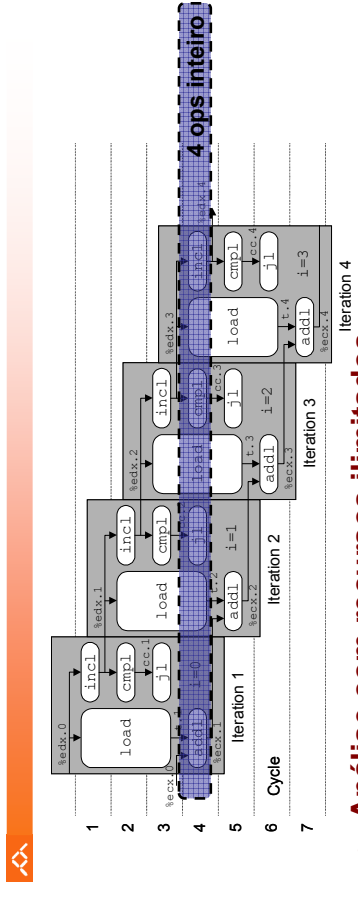 4 ops inteiro
%edx.0
load
incl
cmpl
cc.1
jl
%ecx.0
addl
i=0
%ecx.1
Iteration 1
%edx.1
load
incl
cmpl
jl
t.2
addl
i=1
%ecx.2
Iteration 2
%edx.2
load
incl
cmpl
cc.3
jl
t.3
addl
i=2
%ecx.3
Iteration 3
%edx.3
load
incl
%edx.4
cmpl
cc.4
jl
t.4
addl
i=3
%ecx.4
Iteration 4
Cycle
1
2
3
4
5
6
7